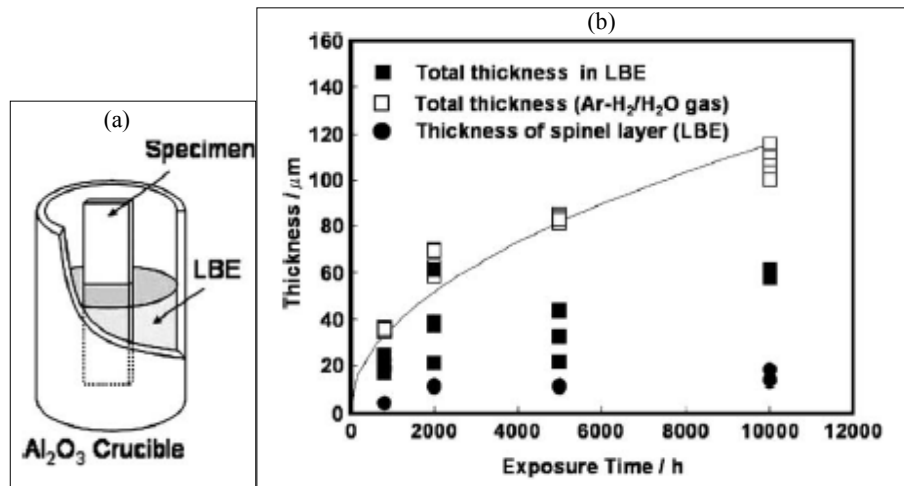 (a)
Specimen
LBE
Al₂O₃ Crucible
(b)
Thickness / μm
160
140
120
100
80
60
40
20
0
Total thickness in LBE
Total thickness (Ar-H₂/H₂O gas)
Thickness of spinel layer (LBE)
0 2000 4000 6000 8000 10000 12000
Exposure Time / h